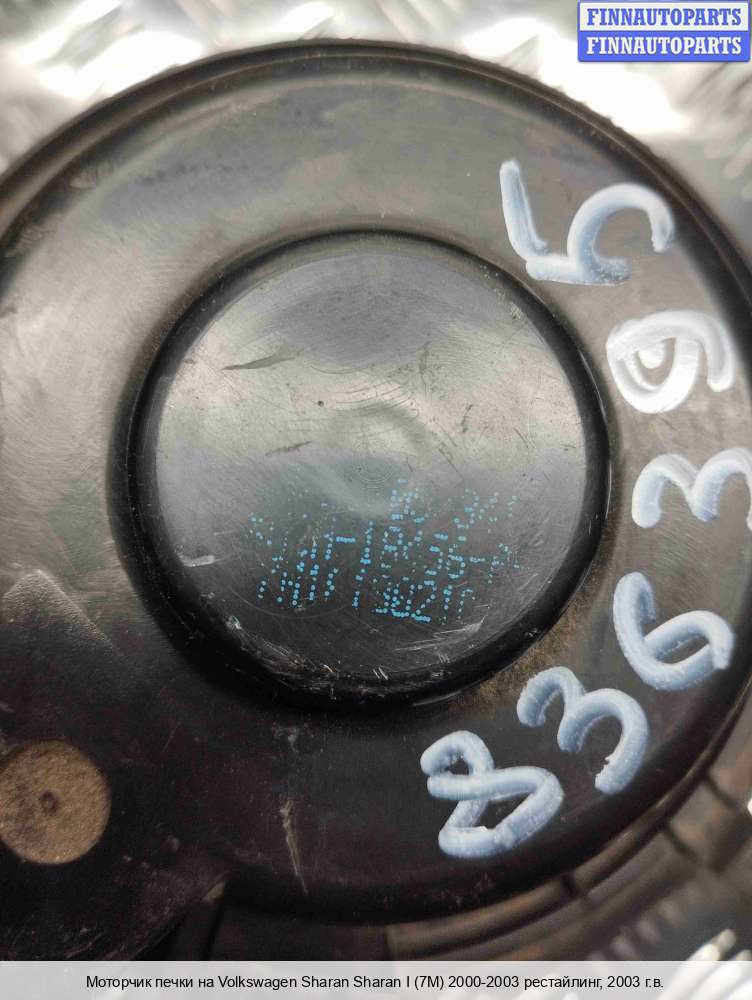 FINNAUTOPARTS
FINNAUTOPARTS
836395
Моторчик печки на Volkswagen Sharan Sharan I (7M) 2000-2003 рестайлинг, 2003 г.в.